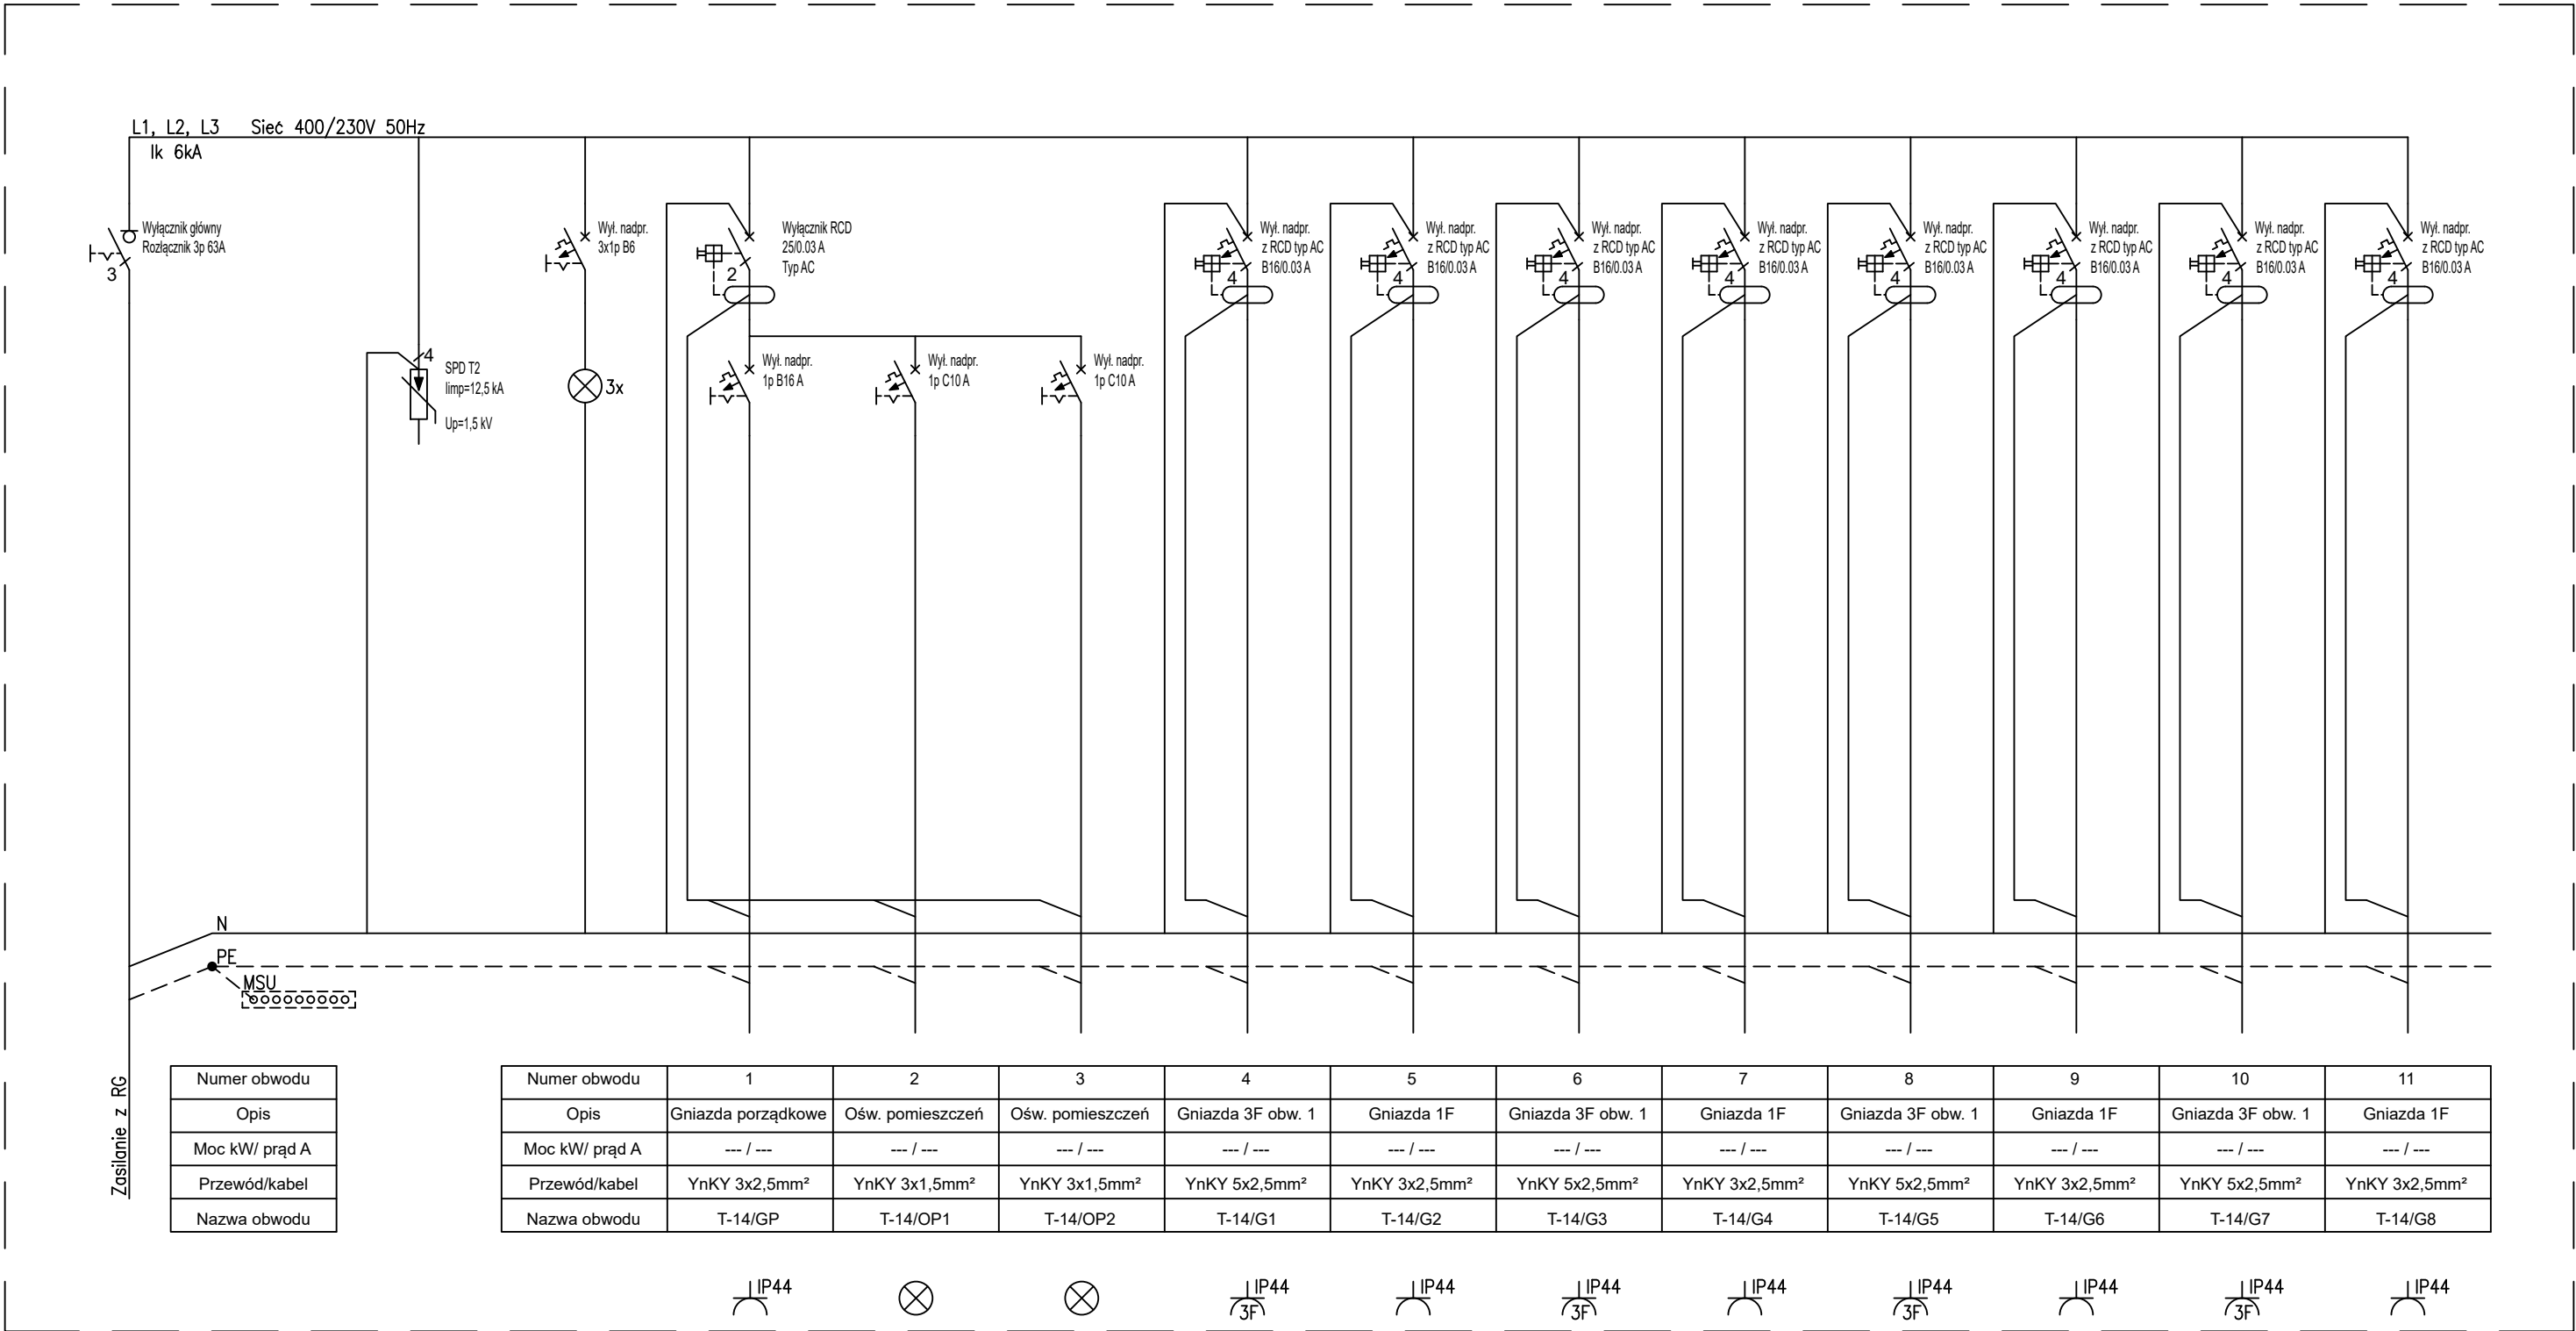 L1, L2, L3 Sieć 400/230V 50Hz
Ik 6kA
Wyłącznik główny
Rozłącznik 3p 63A
3
4
SPD T2
Iimp=12,5 kA
Up=1,5 kV
Wył. nadpr.
3x1p B6
3x
Wyłącznik RCD
25/0.03 A
Typ AC
2
Wył. nadpr.
1p B16 A
Wył. nadpr.
1p C10 A
Wył. nadpr.
1p C10 A
Wył. nadpr.
z RCD typ AC
B16/0.03 A
4
Wył. nadpr.
z RCD typ AC
B16/0.03 A
4
Wył. nadpr.
z RCD typ AC
B16/0.03 A
4
Wył. nadpr.
z RCD typ AC
B16/0.03 A
4
Wył. nadpr.
z RCD typ AC
B16/0.03 A
4
Wył. nadpr.
z RCD typ AC
B16/0.03 A
4
Wył. nadpr.
z RCD typ AC
B16/0.03 A
4
Wył. nadpr.
z RCD typ AC
B16/0.03 A
4
N
PE
MSU
Zasilanie z RG
Numer obwodu
Opis
Moc kW/ prąd A
Przewód/kabel
Nazwa obwodu
Numer obwodu 1 2 3 4 5 6 7 8 9 10 11
Opis Gniazda porządkowe Ośw. pomieszczeń Ośw. pomieszczeń Gniazda 3F obw. 1 Gniazda 1F Gniazda 3F obw. 1 Gniazda 1F Gniazda 3F obw. 1 Gniazda 1F Gniazda 3F obw. 1 Gniazda 1F
Moc kW/ prąd A --- / --- --- / --- --- / --- --- / --- --- / --- --- / --- --- / --- --- / --- --- / --- --- / --- --- / ---
Przewód/kabel YnKY 3x2,5mm² YnKY 3x1,5mm² YnKY 3x1,5mm² YnKY 5x2,5mm² YnKY 3x2,5mm² YnKY 5x2,5mm² YnKY 3x2,5mm² YnKY 5x2,5mm² YnKY 3x2,5mm² YnKY 5x2,5mm² YnKY 3x2,5mm²
Nazwa obwodu T-14/GP T-14/OP1 T-14/OP2 T-14/G1 T-14/G2 T-14/G3 T-14/G4 T-14/G5 T-14/G6 T-14/G7 T-14/G8
IP44 IP44 IP44 IP44 IP44 IP44 IP44 IP44 IP44
3F 3F 3F 3F